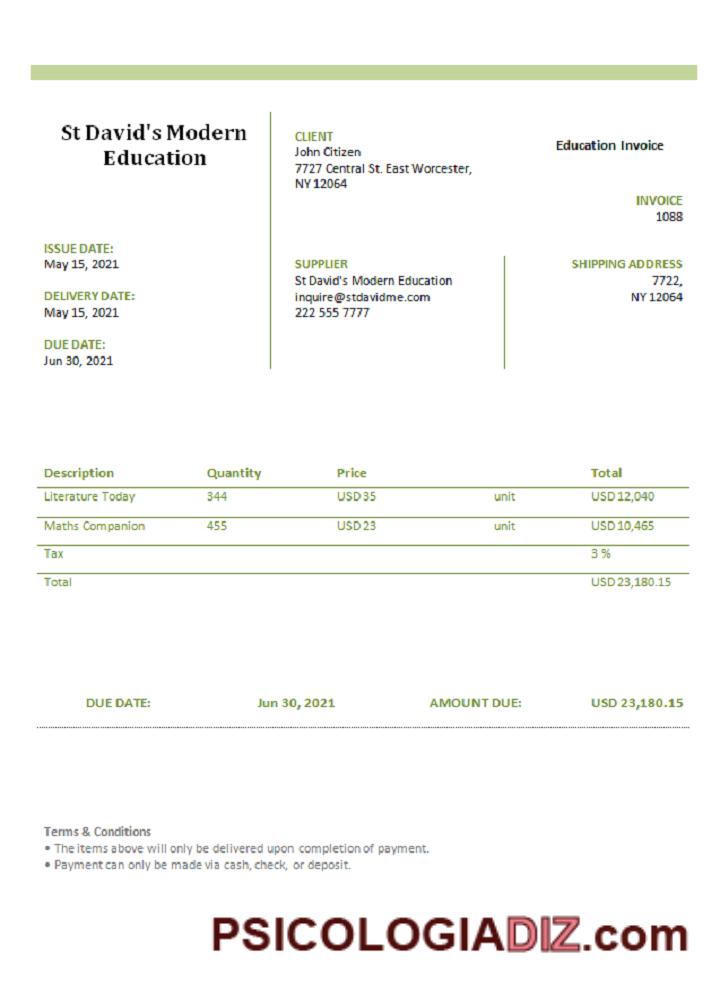 St David's Modern
Education
CLIENT
John Citizen
7727 Central St. East Worcester,
NY 12064
Education Invoice
INVOICE
1088
ISSUE DATE:
May 15, 2021
DELIVERY DATE:
May 15, 2021
DUE DATE:
Jun 30, 2021
SUPPLIER
St David's Modern Education
inquire@stdavidme.com
222 555 7777
SHIPPING ADDRESS
7722,
NY 12064
Description Quantity Price Total
Literature Today 344 USD 35 unit USD 12,040
Maths Companion 455 USD 23 unit USD 10,465
Tax 3 %
Total USD 23,180.15
DUE DATE: Jun 30, 2021 AMOUNT DUE: USD 23,180.15
Terms & Conditions
• The items above will only be delivered upon completion of payment.
• Payment can only be made via cash, check, or deposit.
PSICOLOGIADIZ.com